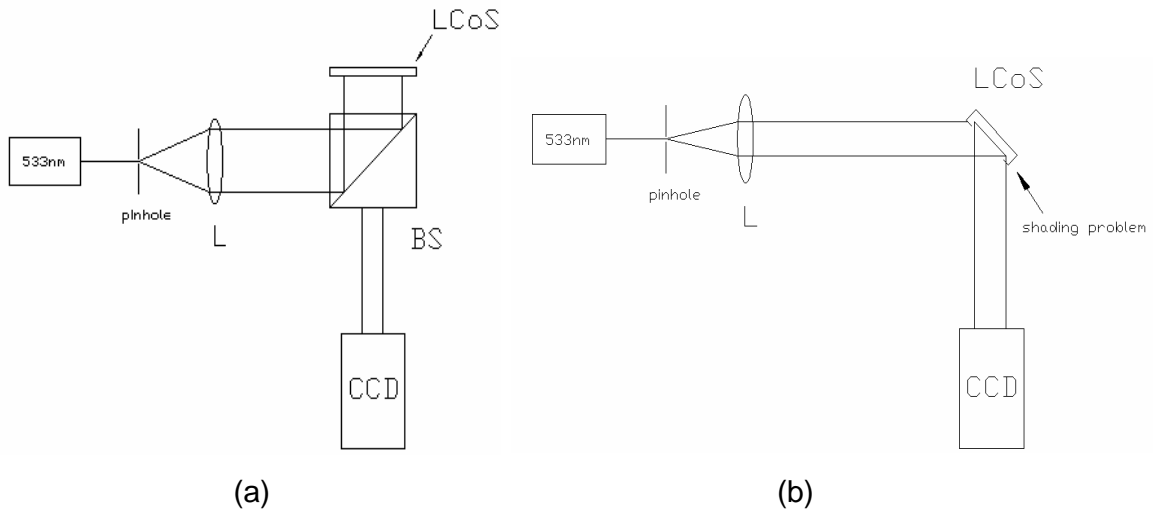 LCoS
533nm
pinhole
L
BS
CCD
(a)
LCoS
533nm
pinhole
L
shading problem
CCD
(b)